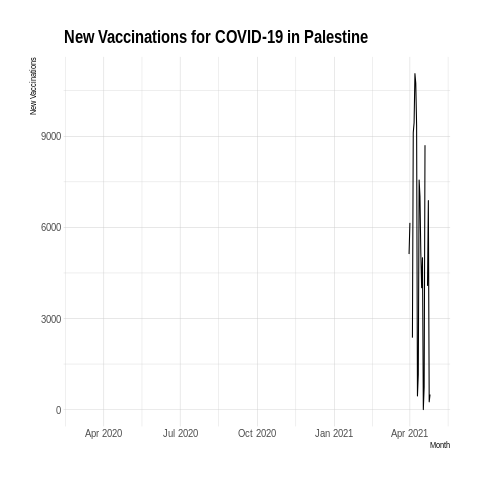 New Vaccinations for COVID-19 in Palestine
New Vaccinations
9000
6000
3000
0
Apr 2020 Jul 2020 Oct 2020 Jan 2021 Apr 2021
Month